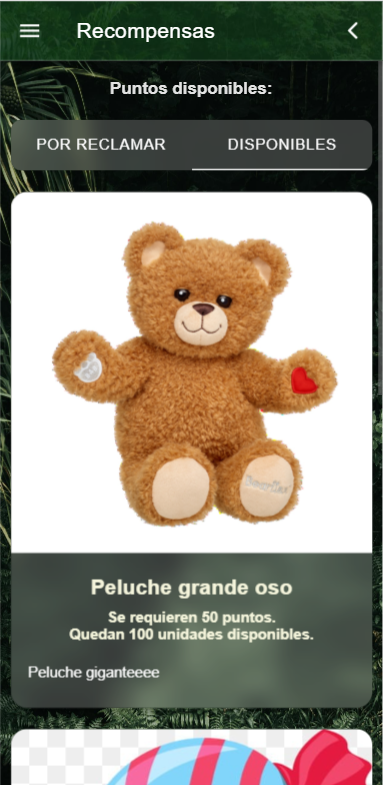 Recompensas
Puntos disponibles:
POR RECLAMAR
DISPONIBLES
Peluche grande oso
Se requieren 50 puntos.
Quedan 100 unidades disponibles.
Peluche giganteeee